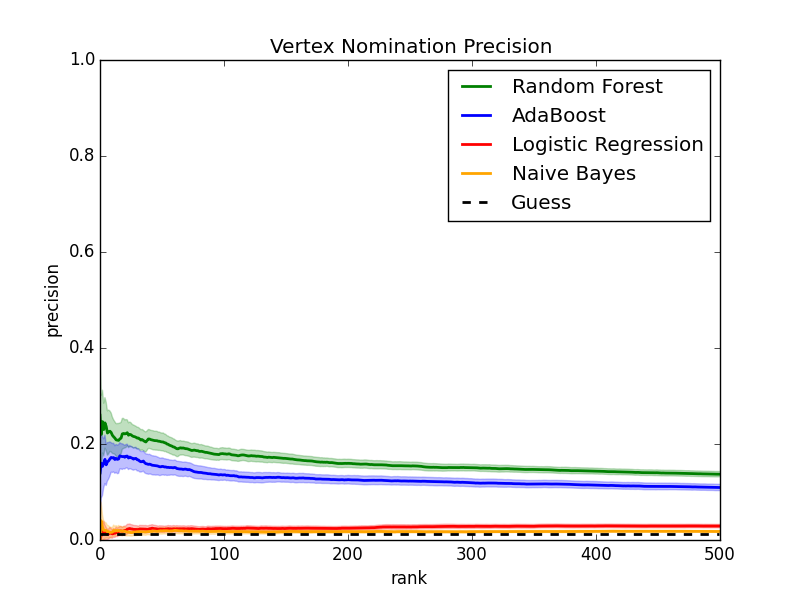 Vertex Nomination Precision
1.0
0.8
0.6
0.4
0.2
0.0
precision
Random Forest
AdaBoost
Logistic Regression
Naive Bayes
Guess
0 100 200 300 400 500
rank